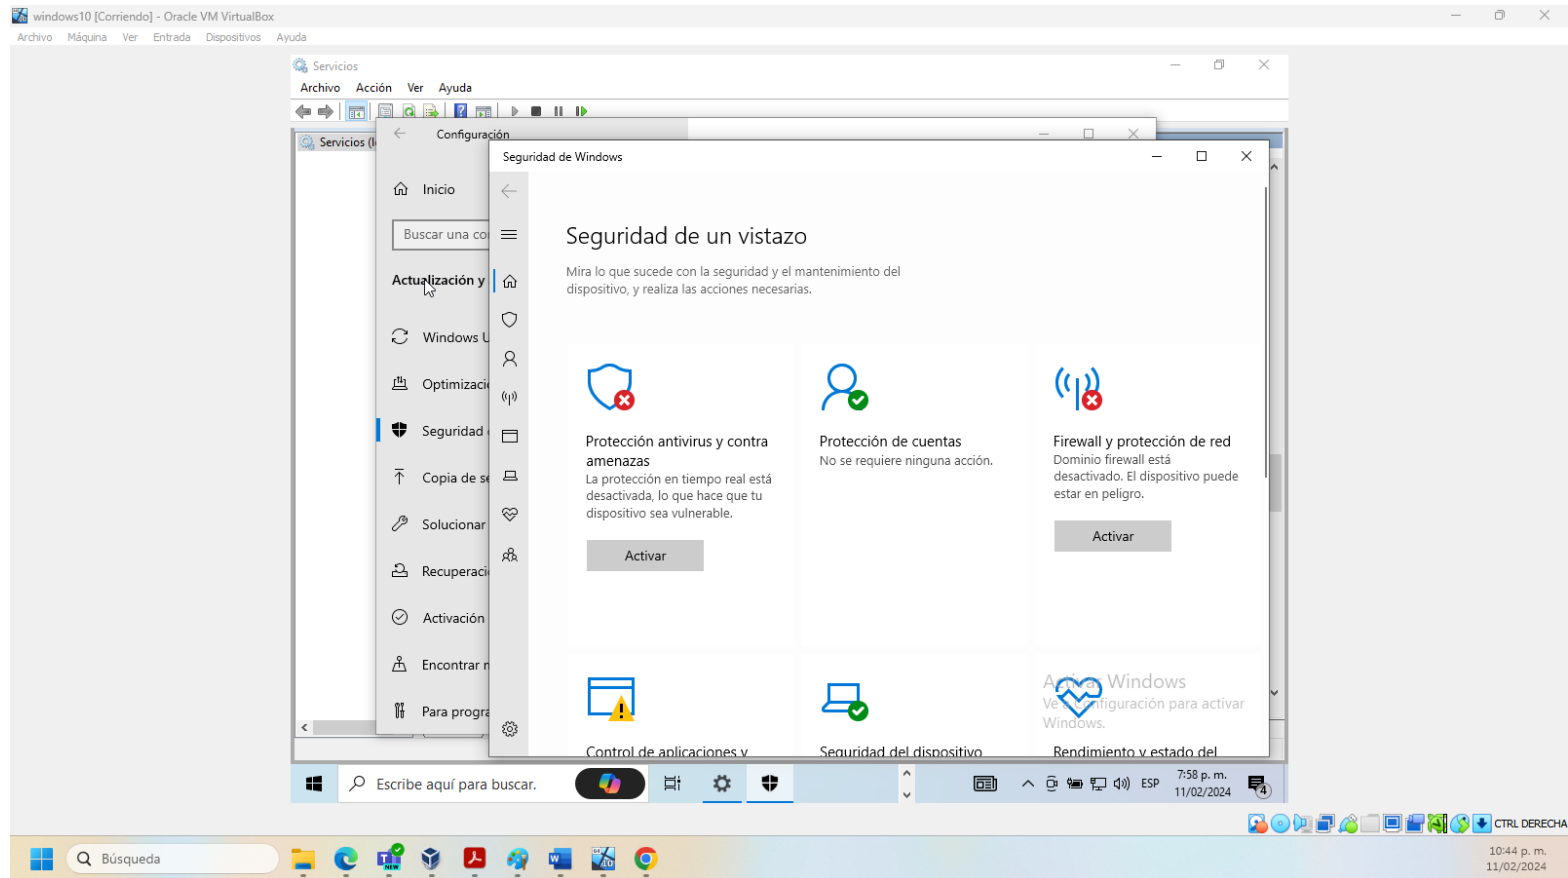 windows10 [Corriendo] - Oracle VM VirtualBox
Archivo Máquina Ver Entrada Dispositivos Ayuda
Servicios
Archivo Acción Ver Ayuda
Servicios
Configuración
Inicio
Buscar una
Actualización y
Windows
Seguridad
Copia de
Solucionar
Activación
Encontrar
Para
Seguridad de Windows
Seguridad de un vistazo
Mira lo que sucede con la seguridad y el mantenimiento del
dispositivo, y realiza las acciones necesarias.
Protección antivirus y contra
amenazas
La protección en tiempo real está
desactivada, lo que hace que tu
dispositivo sea vulnerable.
Activar
Protección de cuentas
No se requiere ninguna acción.
Firewall y protección de red
Dominio firewall está
desactivado. El dispositivo puede
estar en peligro.
Activar
Control de aplicaciones y
Seguridad del dispositivo
Rendimiento y estado del
Activar Windows
Ve a Configuración para activar
Windows.
Escribe aquí para buscar.
ESP
7:58 p. m.
11/02/2024
4
CTRL DERECHA
Búsqueda
NEW
10:44 p. m.
11/02/2024